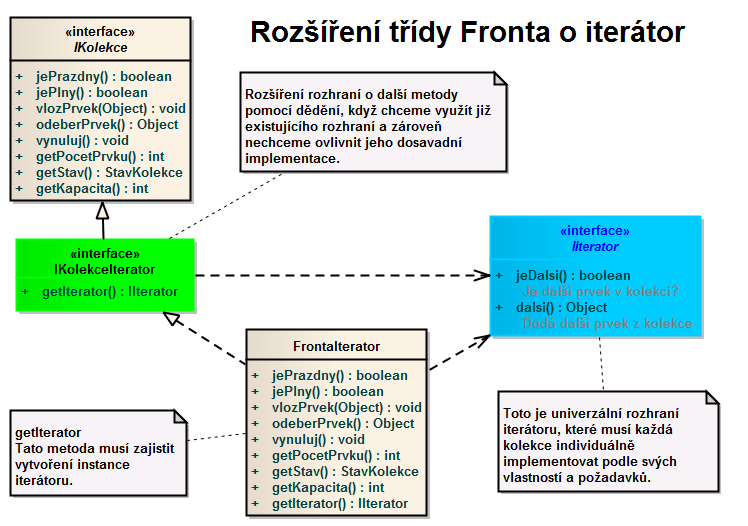 Rozšíření třídy Fronta o iterátor
«interface»
IKolekce
+ jePrazdny() : boolean
+ jePlny() : boolean
+ vlozPrvek(Object) : void
+ odeberPrvek() : Object
+ vynuluj() : void
+ getPocetPrvku() : int
+ getStav() : StavKolekce
+ getKapacita() : int
Rozšíření rozhraní o další metody
pomocí dědění, když chceme využít již
existujícího rozhraní a zároveň
nechceme ovlivnit jeho dosavadní
implementace.
«interface»
IKolekceIterator
+ getIterator() : IIterator
«interface»
IIterator
+ jeDalsi() : boolean
Je další prvek v kolekci?
+ dalsi() : Object
Dodá další prvek z kolekce
FrontaIterator
+ jePrazdny() : boolean
+ jePlny() : boolean
+ vlozPrvek(Object) : void
+ odeberPrvek() : Object
+ vynuluj() : void
+ getPocetPrvku() : int
+ getStav() : StavKolekce
+ getKapacita() : int
+ getIterator() : IIterator
getIterator
Tato metoda musí zajistit
vytvoření instance
iterátoru.
Toto je univerzální rozhraní
iterátoru, které musí každá
kolekce individuálně
implementovat podle svých
vlastností a požadavků.